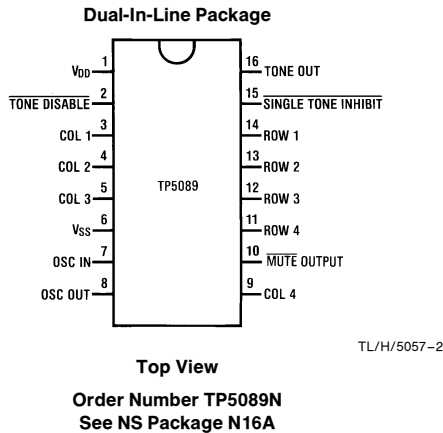 Dual-In-Line Package
VDD 1
TONE DISABLE 2
COL 1 3
COL 2 4
COL 3 5
VSS 6
OSC IN 7
OSC OUT 8
TP5089
16 TONE OUT
15 SINGLE TONE INHIBIT
14 ROW 1
13 ROW 2
12 ROW 3
11 ROW 4
10 MUTE OUTPUT
9 COL 4
TL/H/5057-2
Top View
Order Number TP5089N
See NS Package N16A